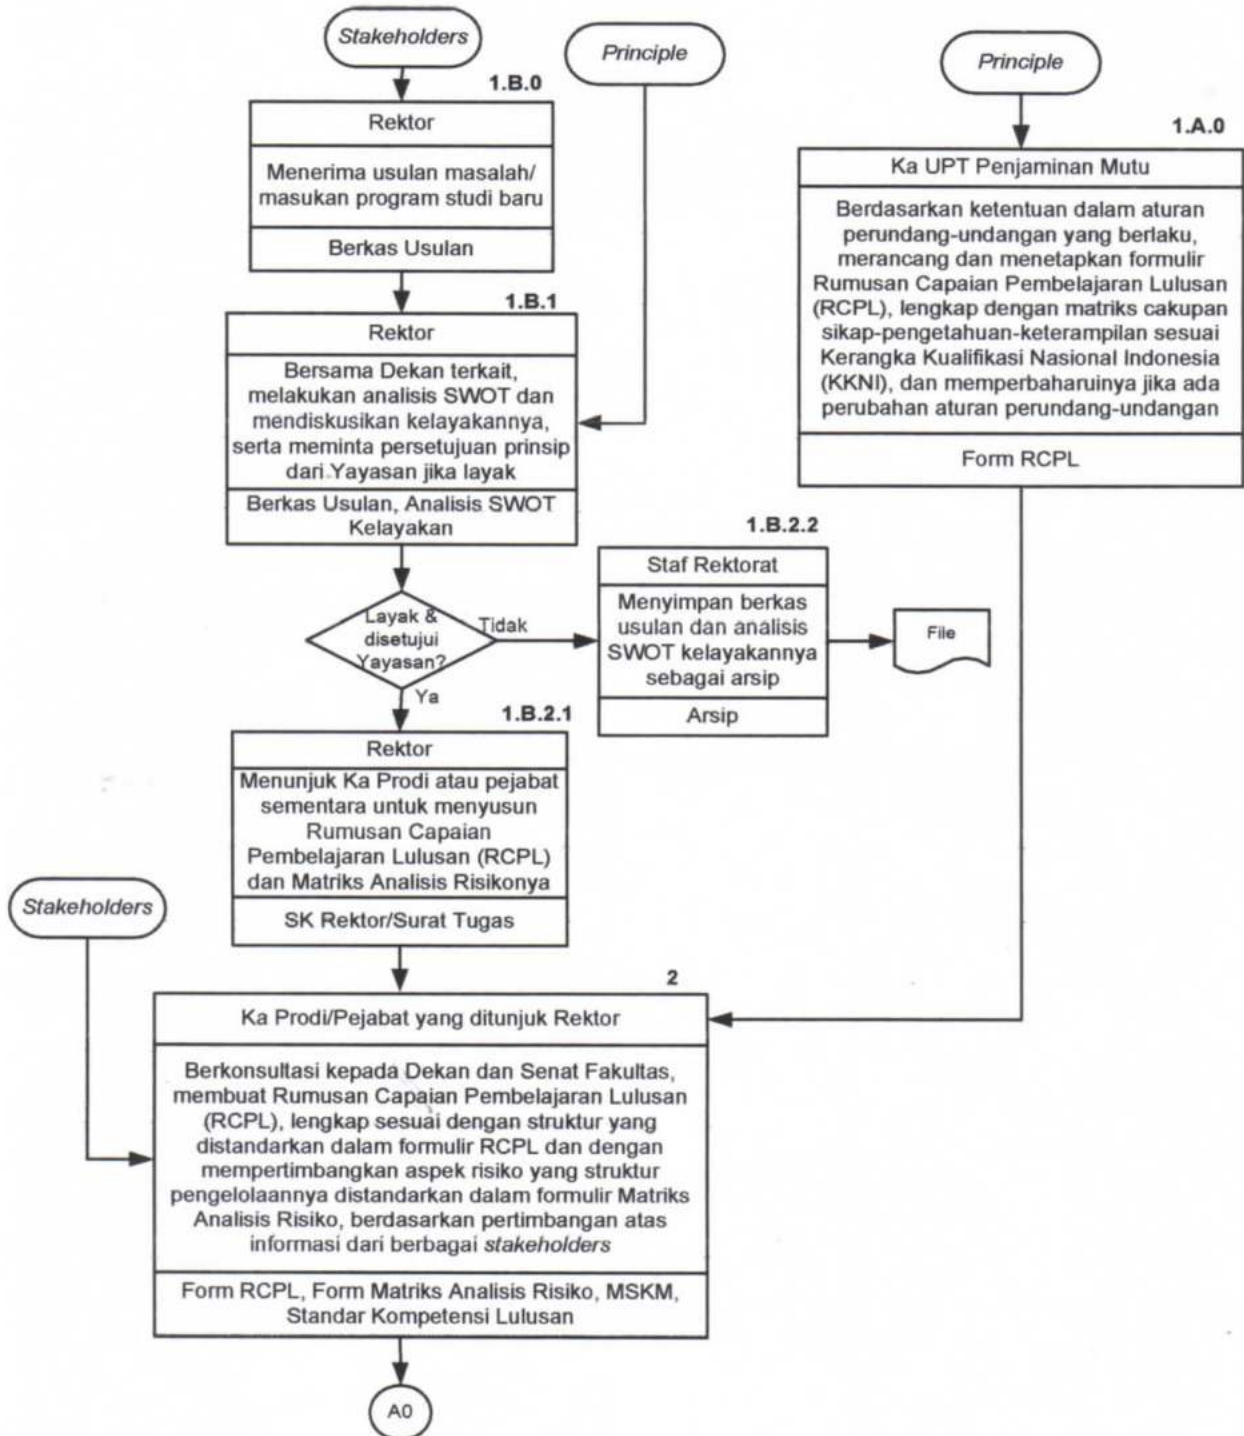 Stakeholders
Principle
Principle
1.B.0
Rektor
Menerima usulan masalah/
masukan program studi baru
Berkas Usulan
1.A.0
Ka UPT Penjaminan Mutu
Berdasarkan ketentuan dalam aturan
perundang-undangan yang berlaku,
merancang dan menetapkan formulir
Rumusan Capaian Pembelajaran Lulusan
(RCPL), lengkap dengan matriks cakupan
sikap-pengetahuan-keterampilan sesuai
Kerangka Kualifikasi Nasional Indonesia
(KKNI), dan memperbaharuinya jika ada
perubahan aturan perundang-undangan
Form RCPL
1.B.1
Rektor
Bersama Dekan terkait,
melakukan analisis SWOT dan
mendiskusikan kelayakannya,
serta meminta persetujuan prinsip
dari Yayasan jika layak
Berkas Usulan, Analisis SWOT
Kelayakan
Layak &
disetujui
Yayasan?
Tidak
Ya
1.B.2.2
Staf Rektorat
Menyimpan berkas
usulan dan analisis
SWOT kelayakannya
sebagai arsip
Arsip
File
1.B.2.1
Rektor
Menunjuk Ka Prodi atau pejabat
sementara untuk menyusun
Rumusan Capaian
Pembelajaran Lulusan (RCPL)
dan Matriks Analisis Risikonya
SK Rektor/Surat Tugas
Stakeholders
2
Ka Prodi/Pejabat yang ditunjuk Rektor
Berkonsultasi kepada Dekan dan Senat Fakultas,
membuat Rumusan Capaian Pembelajaran Lulusan
(RCPL), lengkap sesuai dengan struktur yang
distandarkan dalam formulir RCPL dan dengan
mempertimbangkan aspek risiko yang struktur
pengelolaannya distandarkan dalam formulir Matriks
Analisis Risiko, berdasarkan pertimbangan atas
informasi dari berbagai stakeholders
Form RCPL, Form Matriks Analisis Risiko, MSKM,
Standar Kompetensi Lulusan
A0